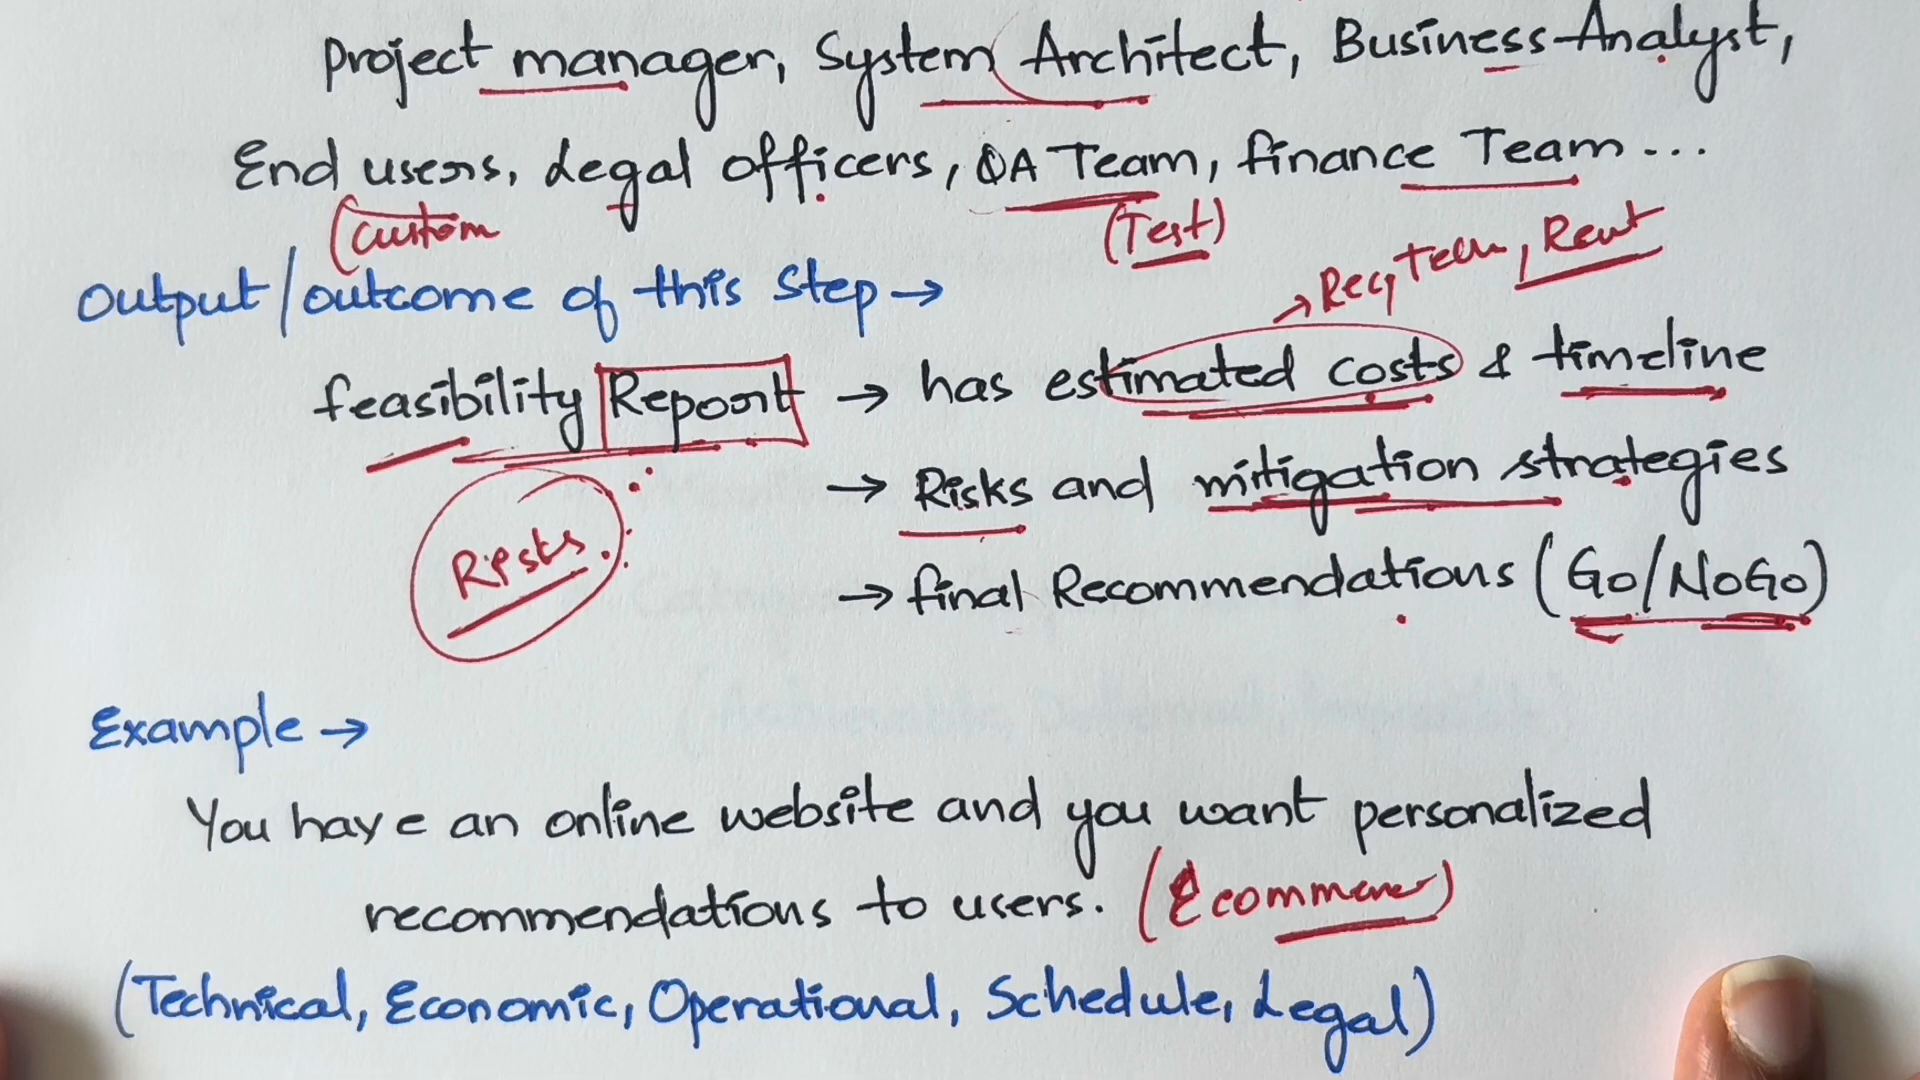 Project manager, System Architect, Business Analyst,
End users, Legal officers, QA Team, finance Team...
(Custom
(Test)
→ Req Team, Rent
Output/outcome of this Step →
feasibility Report → has estimated costs & timeline
→ Risks and mitigation strategies
Risks
→ final Recommendations (Go/NoGo)
Example →
You have an online website and you want personalized
recommendations to users. (Ecommerce)
(Technical, Economic, Operational, Schedule, Legal)